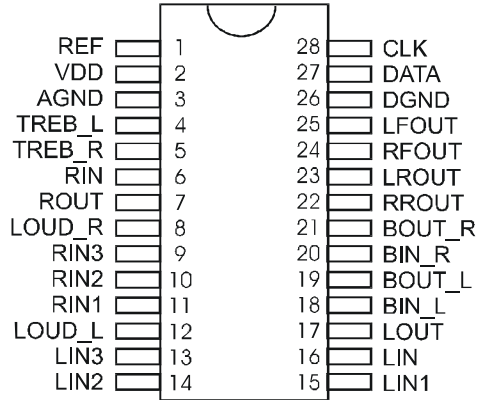 REF 1 28 CLK
VDD 2 27 DATA
AGND 3 26 DGND
TREB_L 4 25 LFOUT
TREB_R 5 24 RFOUT
RIN 6 23 LROUT
ROUT 7 22 RROUT
LOUD_R 8 21 BOUT_R
RIN3 9 20 BIN_R
RIN2 10 19 BOUT_L
RIN1 11 18 BIN_L
LOUD_L 12 17 LOUT
LIN3 13 16 LIN
LIN2 14 15 LIN1